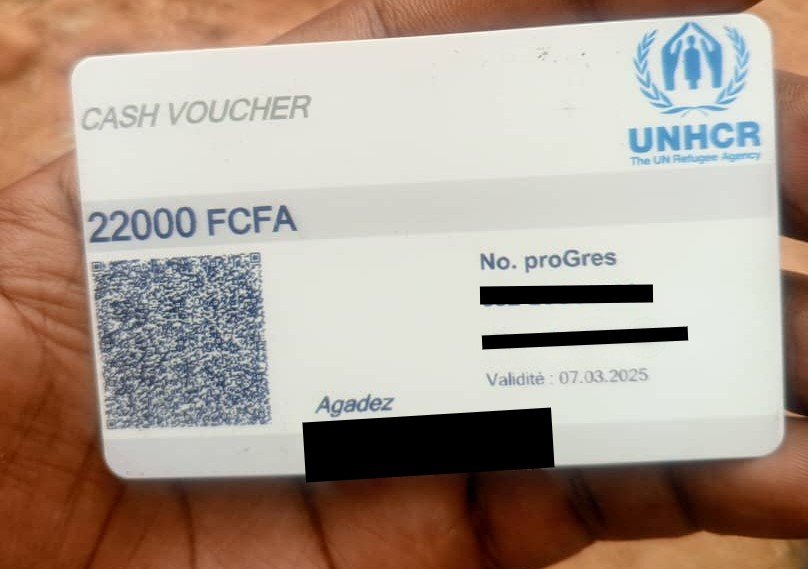 CASH VOUCHER
UNHCR
The UN Refugee Agency
22000 FCFA
No. proGres
Validité : 07.03.2025
Agadez